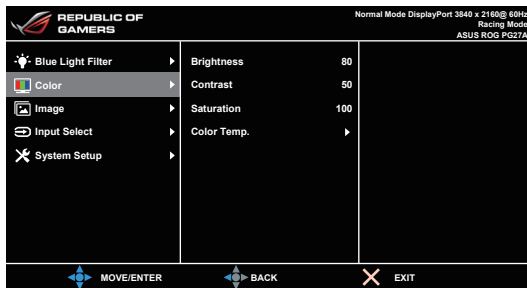 REPUBLIC OF
GAMERS
Normal Mode DisplayPort 3840 x 2160@ 60Hz
Racing Mode
ASUS ROG PG27A
Blue Light Filter
Color
Image
Input Select
System Setup
Brightness 80
Contrast 50
Saturation 100
Color Temp.
MOVE/ENTER BACK EXIT